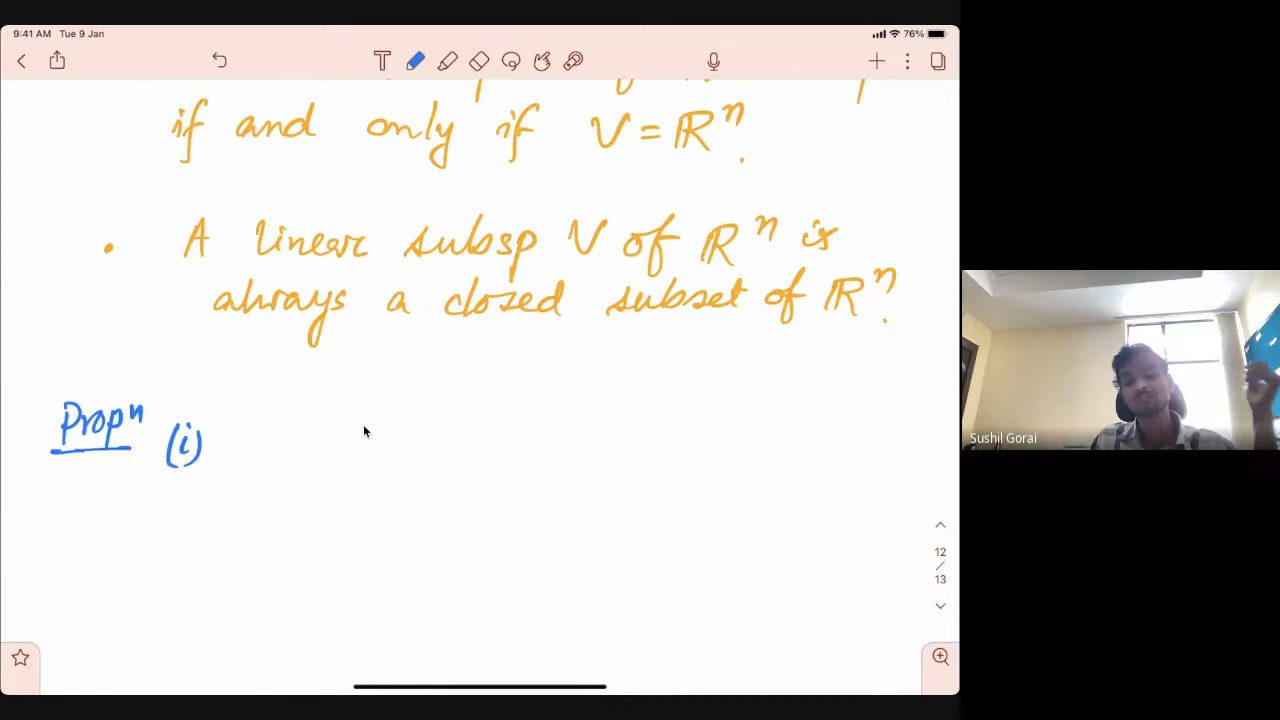 9:41 AM Tue 9 Jan
76%
if and only if V = ℝⁿ.
• A linear subsp V of ℝⁿ is
always a closed subset of ℝⁿ.
Propⁿ (i)
Sushil Gorai
12
/
13